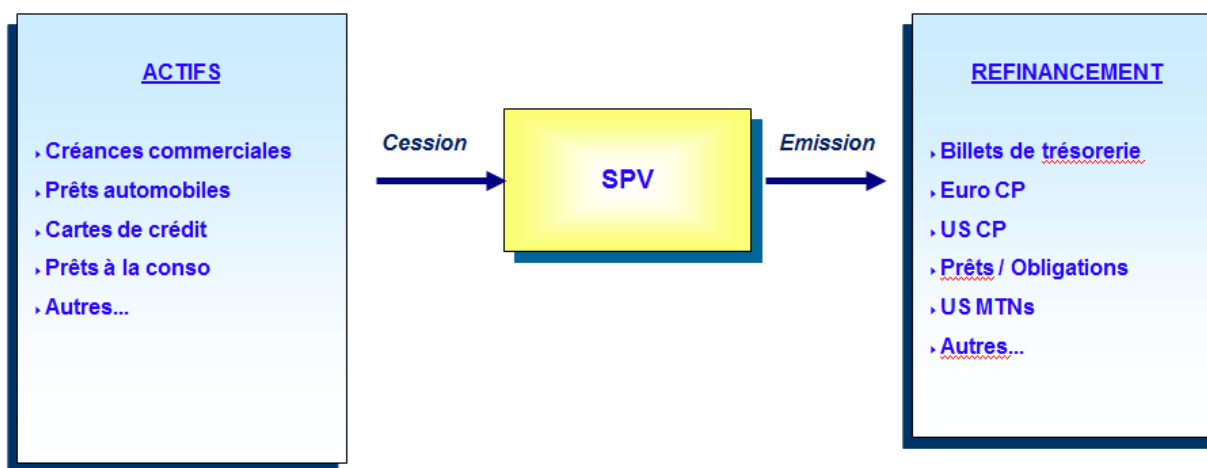 ACTIFS
Créances commerciales
Prêts automobiles
Cartes de crédit
Prêts à la conso
Autres...
Cession
SPV
Emission
REFINANCEMENT
Billets de trésorerie
Euro CP
US CP
Prêts / Obligations
US MTNs
Autres...